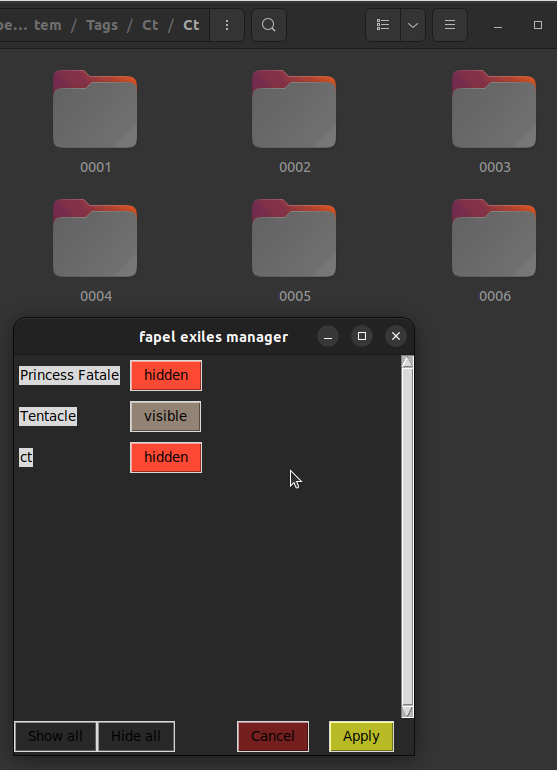 pe... tem / Tags / Ct / Ct
0001 0002 0003
0004 0005 0006
fapel exiles manager
Princess Fatale hidden
Tentacle visible
ct hidden
Show all Hide all Cancel Apply